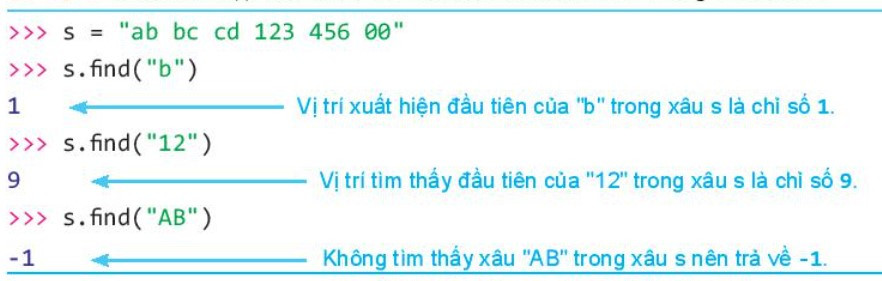 >>> s = "ab bc cd 123 456 00"
>>> s.find("b")
1 Vị trí xuất hiện đầu tiên của "b" trong xâu s là chỉ số 1.
>>> s.find("12")
9 Vị trí tìm thấy đầu tiên của "12" trong xâu s là chỉ số 9.
>>> s.find("AB")
-1 Không tìm thấy xâu "AB" trong xâu s nên trả về -1.